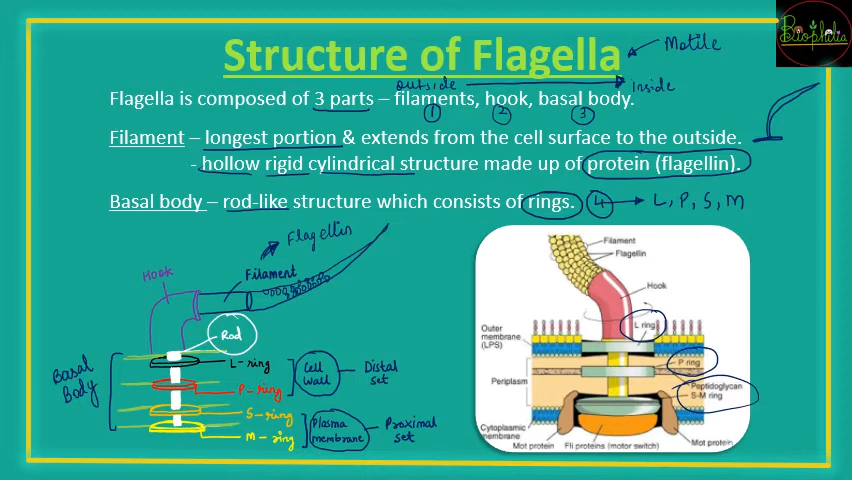 Biophelia
Structure of Flagella
Motile
outside
inside
Flagella is composed of 3 parts – filaments, hook, basal body.
1 2 3
Filament – longest portion & extends from the cell surface to the outside.
- hollow rigid cylindrical structure made up of protein (flagellin).
Basal body – rod-like structure which consists of rings. 4 L, P, S, M
Flagellin
Hook
Filament
Rod
Basal Body
L-ring
P-ring
Cell wall
Distal set
S-ring
M-ring
Plasma membrane
Proximal set
Filament
Flagellin
Hook
L ring
Outer membrane (LPS)
P ring
Periplasm
Peptidoglycan
S-M ring
Cytoplasmic membrane
Mot protein
Fli proteins (motor switch)
Mot protein